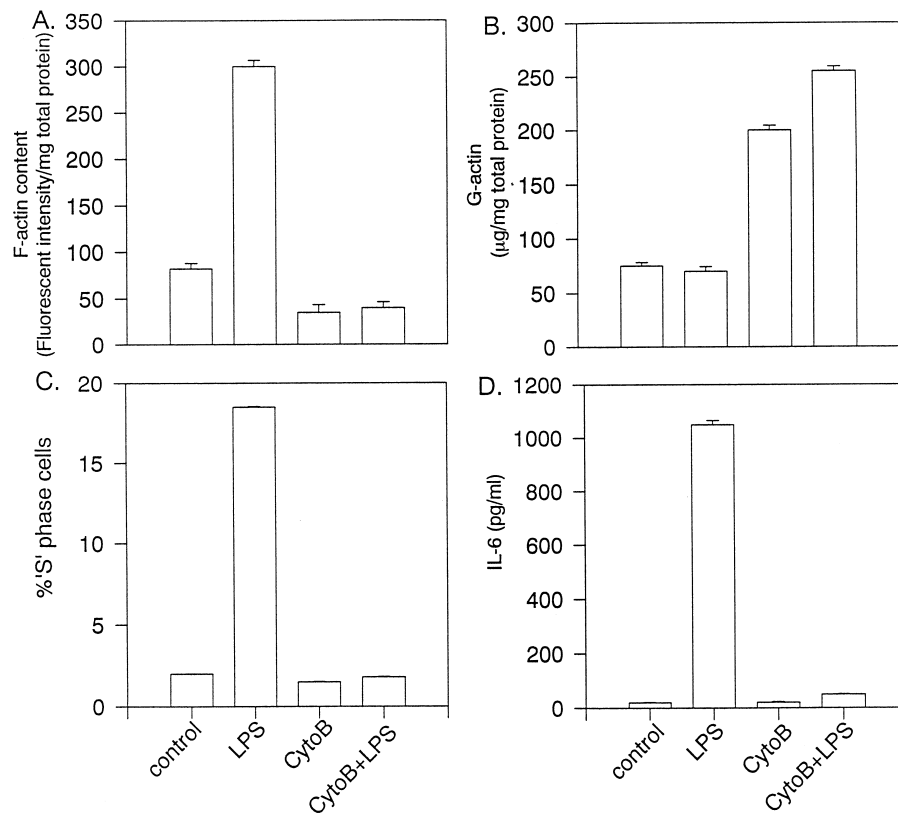 A.
F-actin content
(Fluorescent intensity/mg total protein)
350
300
250
200
150
100
50
0
B.
G-actin
(μg/mg total protein)
300
250
200
150
100
50
0
C.
%'S' phase cells
20
15
10
5
0
control
LPS
CytoB
CytoB+LPS
D.
IL-6 (pg/ml)
1200
1000
800
600
400
200
0
control
LPS
CytoB
CytoB+LPS